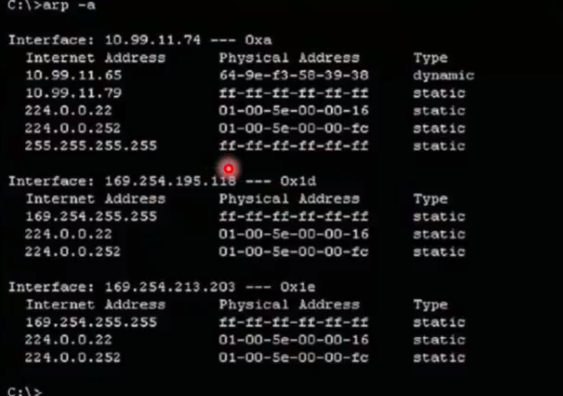 C:\>arp -a
Interface: 10.99.11.74 --- 0xa
Internet Address Physical Address Type
10.99.11.65 64-9e-f3-58-39-38 dynamic
10.99.11.79 ff-ff-ff-ff-ff-ff static
224.0.0.22 01-00-5e-00-00-16 static
224.0.0.252 01-00-5e-00-00-fc static
255.255.255.255 ff-ff-ff-ff-ff-ff static
Interface: 169.254.195.118 --- 0x1d
Internet Address Physical Address Type
169.254.255.255 ff-ff-ff-ff-ff-ff static
224.0.0.22 01-00-5e-00-00-16 static
224.0.0.252 01-00-5e-00-00-fc static
Interface: 169.254.213.203 --- 0x1e
Internet Address Physical Address Type
169.254.255.255 ff-ff-ff-ff-ff-ff static
224.0.0.22 01-00-5e-00-00-16 static
224.0.0.252 01-00-5e-00-00-fc static
C:\>